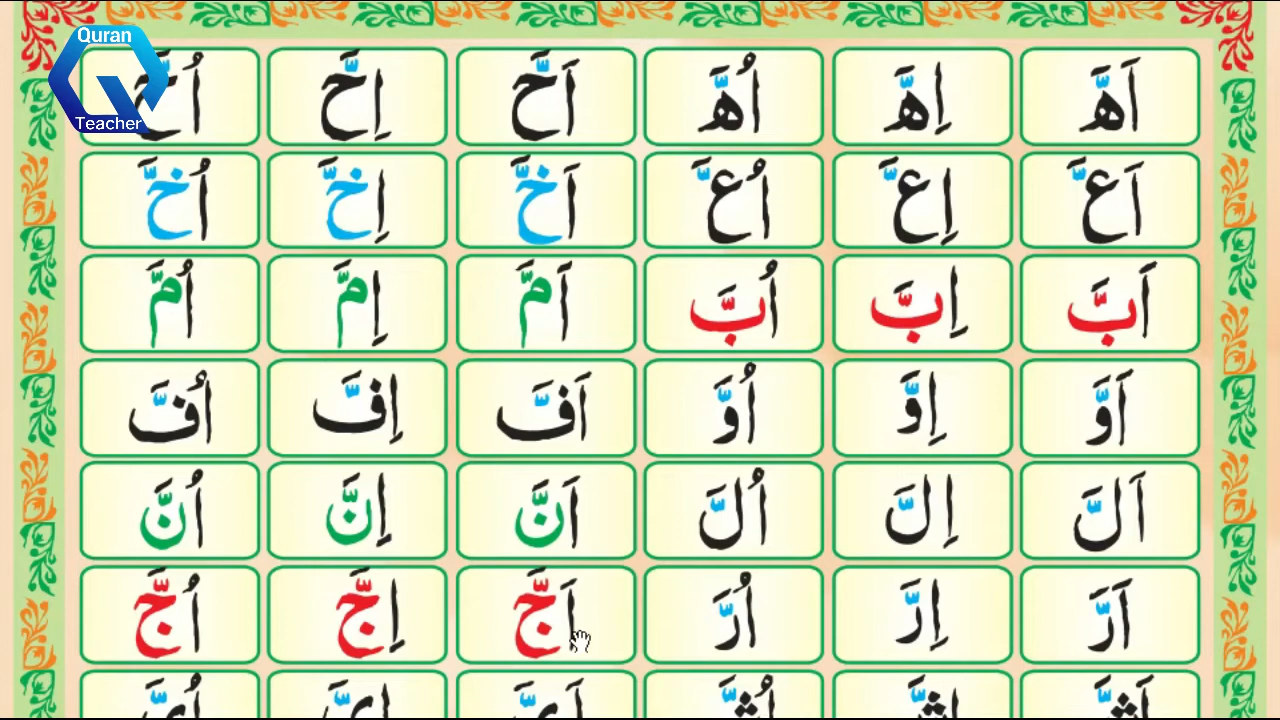 Quran
Teacher
اَهَّ اِهَّ اُهَّ اَحَّ اِحَّ اُحَّ
اَعَّ اِعَّ اُعَّ اَخَّ اِخَّ اُخَّ
اَبَّ اِبَّ اُبَّ اَمَّ اِمَّ اُمَّ
اَوَّ اِوَّ اُوَّ اَفَّ اِفَّ اُفَّ
اَلَّ اِلَّ اُلَّ اَنَّ اِنَّ اُنَّ
اَرَّ اِرَّ اُرَّ اَجَّ اِجَّ اُجَّ
اَثَّ اِثَّ اُثَّ اَیَّ اِیَّ اُیَّ